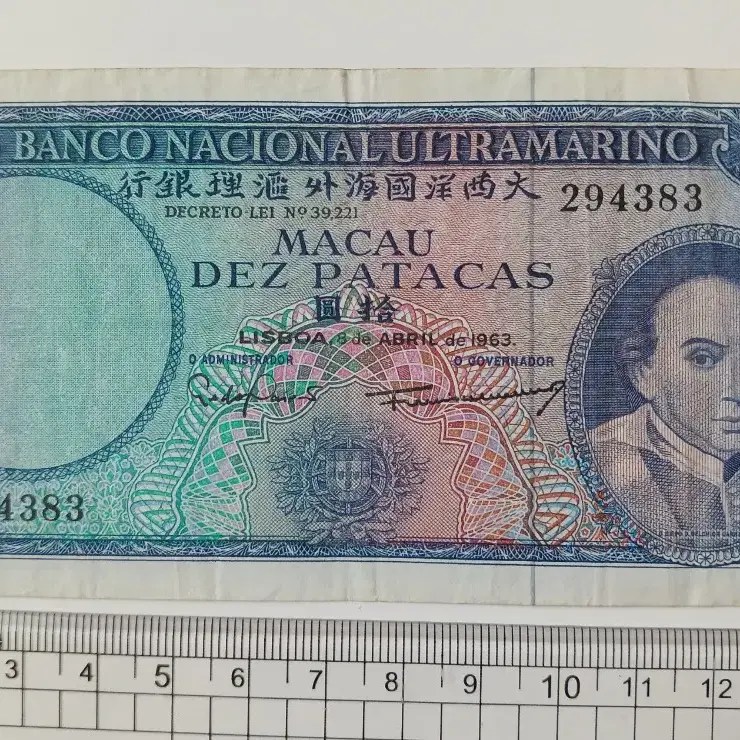 BANCO NACIONAL ULTRAMARINO
大西洋國海外滙理銀行
294383
DECRETO-LEI Nº 39.221
MACAU
DEZ PATACAS
拾圓
LISBOA, 8 de ABRIL de 1963.
O ADMINISTRADOR
O GOVERNADOR
4383
3 4 5 6 7 8 9 10 11 12